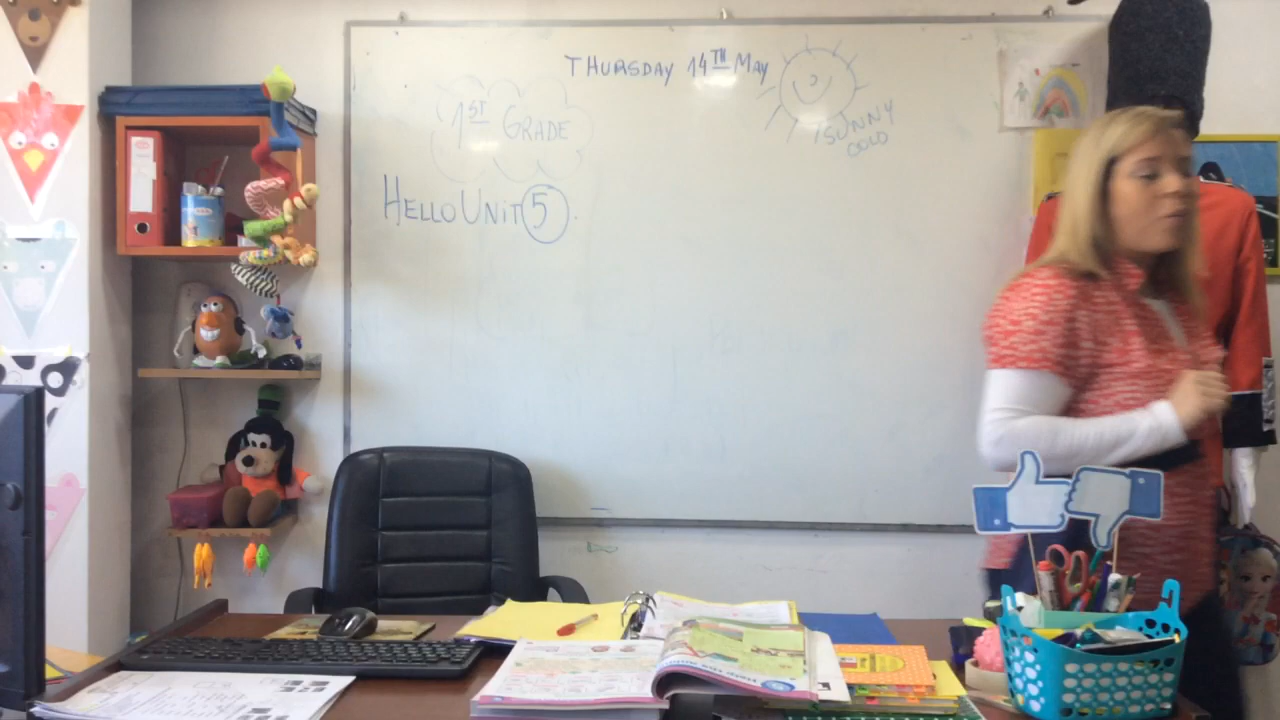 THURSDAY 14TH MAY
1ST GRADE
SUNNY
COLD
HELLO UNIT 5